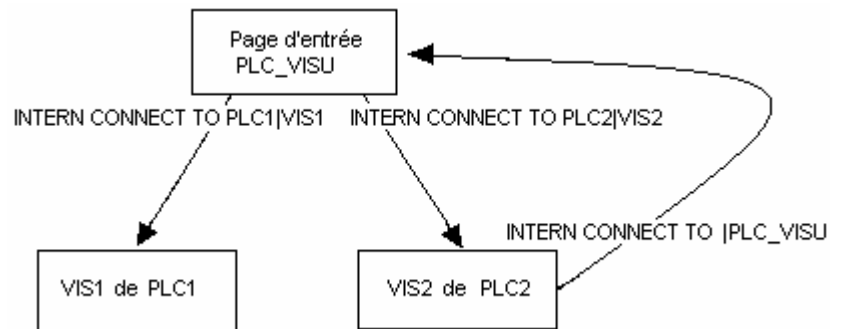 Page d'entrée
PLC_VISU
INTERN CONNECT TO PLC1|VIS1
INTERN CONNECT TO PLC2|VIS2
INTERN CONNECT TO |PLC_VISU
VIS1 de PLC1
VIS2 de PLC2